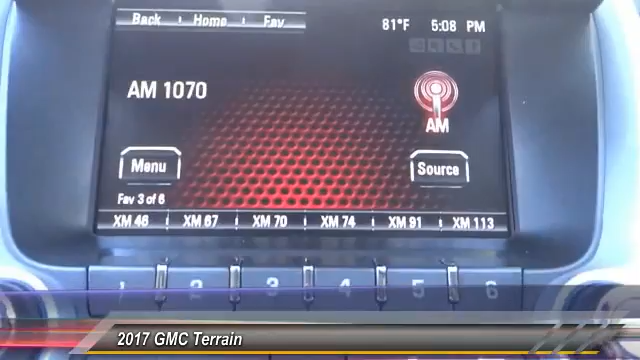 Back Home Fav 81°F 5:08 PM
AM 1070
AM
Menu Source
Fav 3 of 6
XM 46 XM 67 XM 70 XM 74 XM 91 XM 113
1 2 3 4 5 6
2017 GMC Terrain